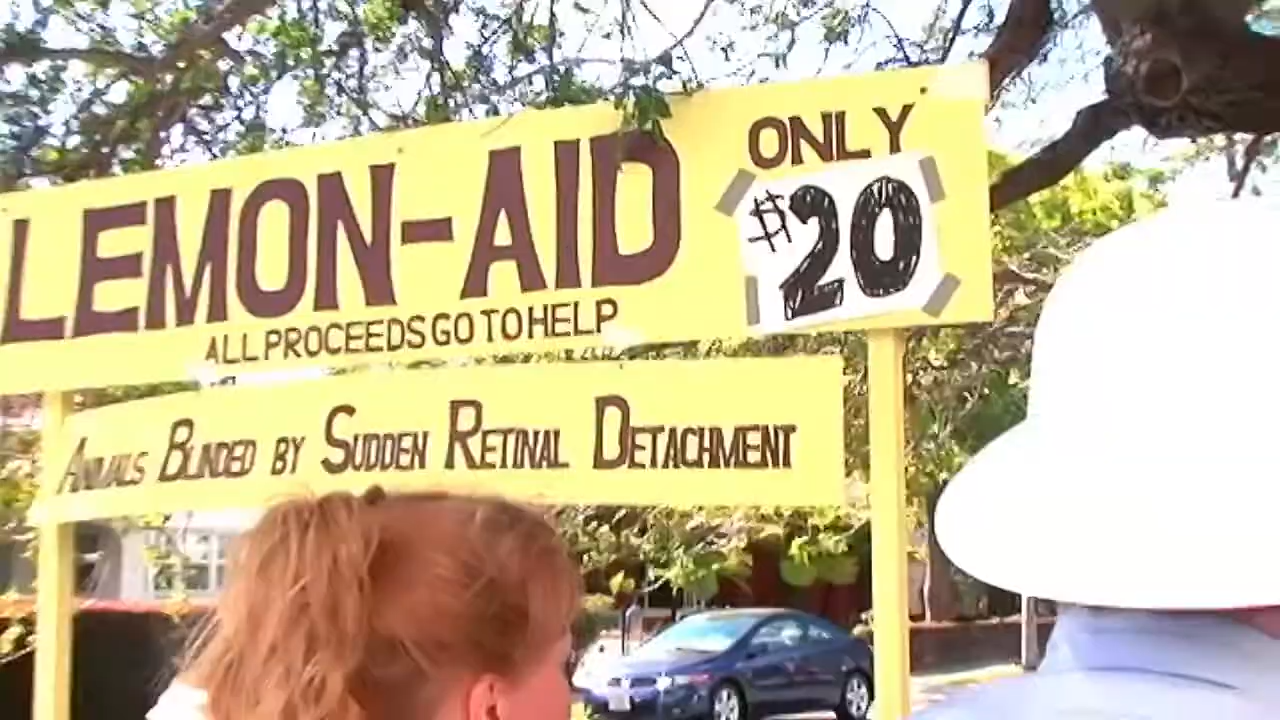 LEMON-AID
ONLY
$20
ALL PROCEEDS GO TO HELP
ANIMALS BLINDED BY SUDDEN RETINAL DETACHMENT